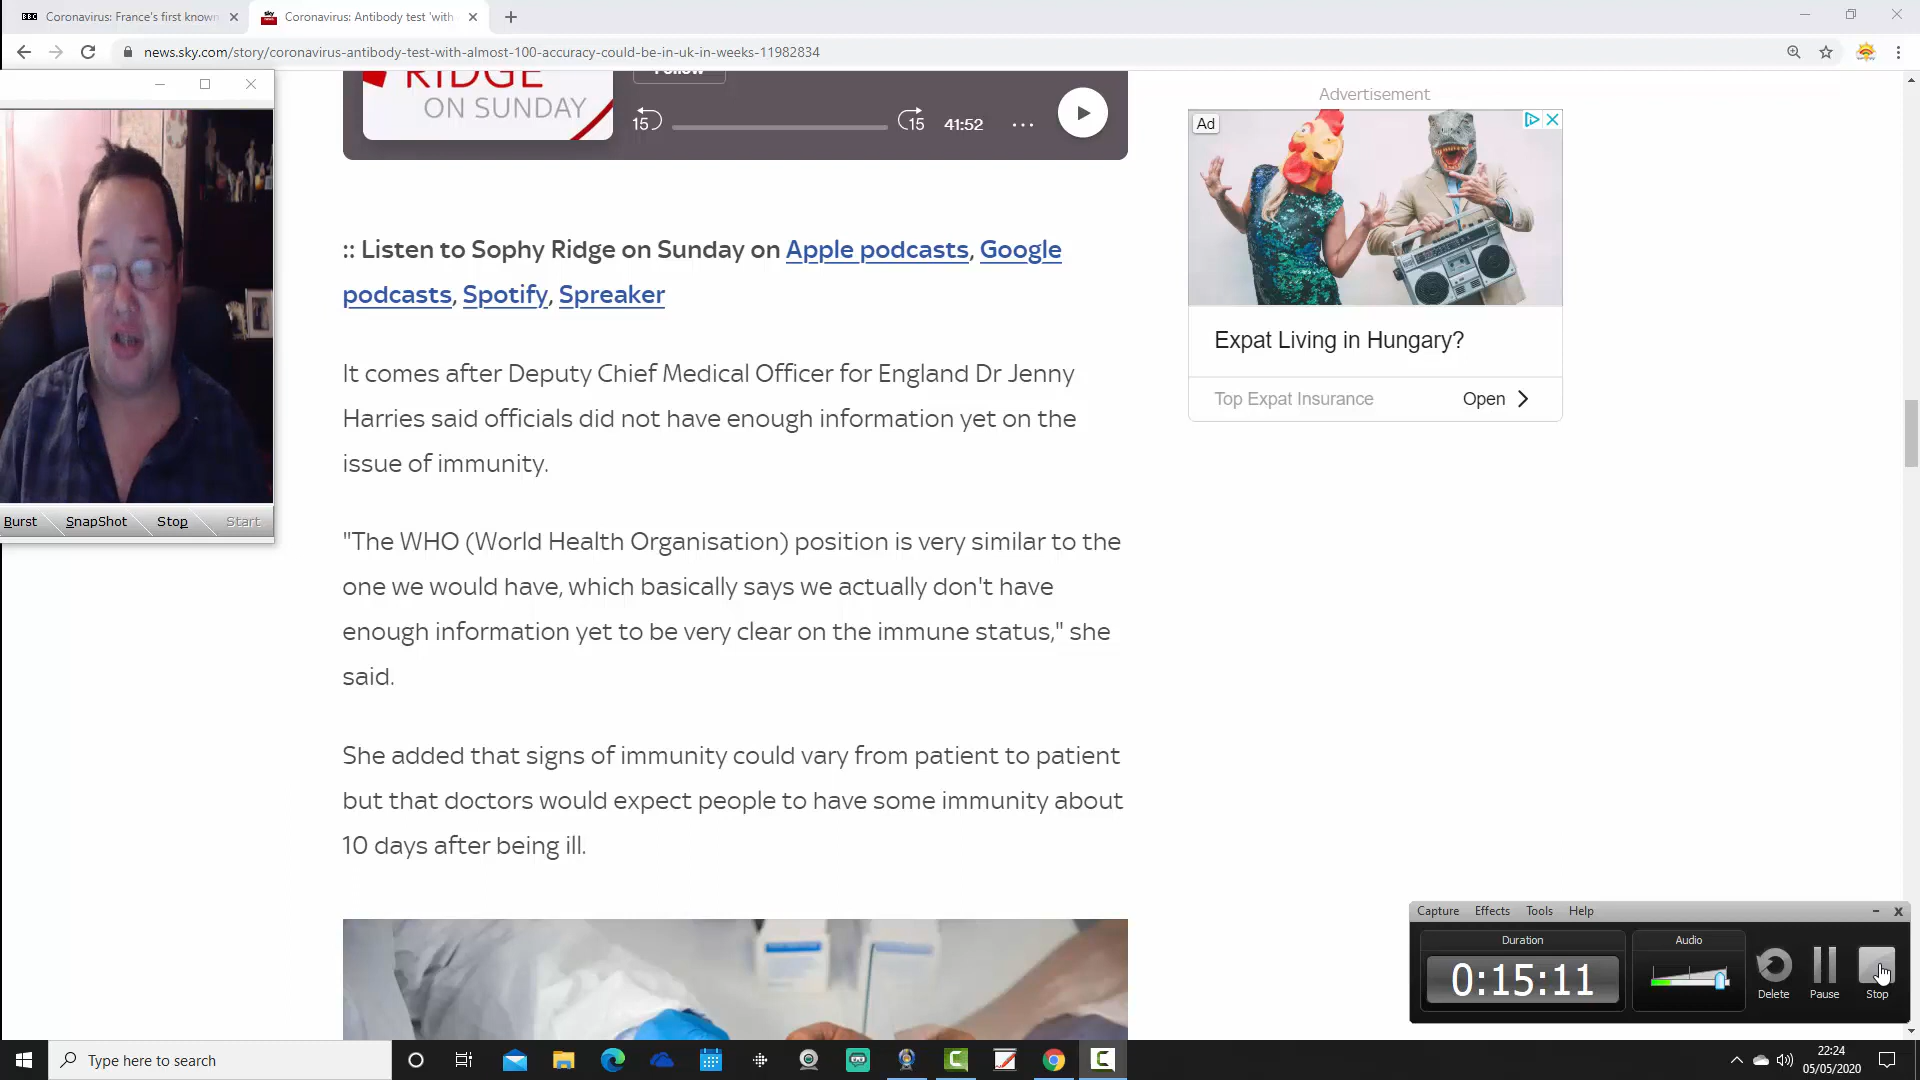 BBC Coronavirus: France's first known
sky news Coronavirus: Antibody test 'with
news.sky.com/story/coronavirus-antibody-test-with-almost-100-accuracy-could-be-in-uk-in-weeks-11982834
RIDGE
ON SUNDAY
Follow
15
15
41:52
Advertisement
Ad
Expat Living in Hungary?
Top Expat Insurance
Open
:: Listen to Sophy Ridge on Sunday on Apple podcasts, Google
podcasts, Spotify, Spreaker
It comes after Deputy Chief Medical Officer for England Dr Jenny
Harries said officials did not have enough information yet on the
issue of immunity.
"The WHO (World Health Organisation) position is very similar to the
one we would have, which basically says we actually don't have
enough information yet to be very clear on the immune status," she
said.
She added that signs of immunity could vary from patient to patient
but that doctors would expect people to have some immunity about
10 days after being ill.
Burst SnapShot Stop Start
Capture Effects Tools Help
Duration
0:15:11
Audio
Delete Pause Stop
Type here to search
22:24
05/05/2020